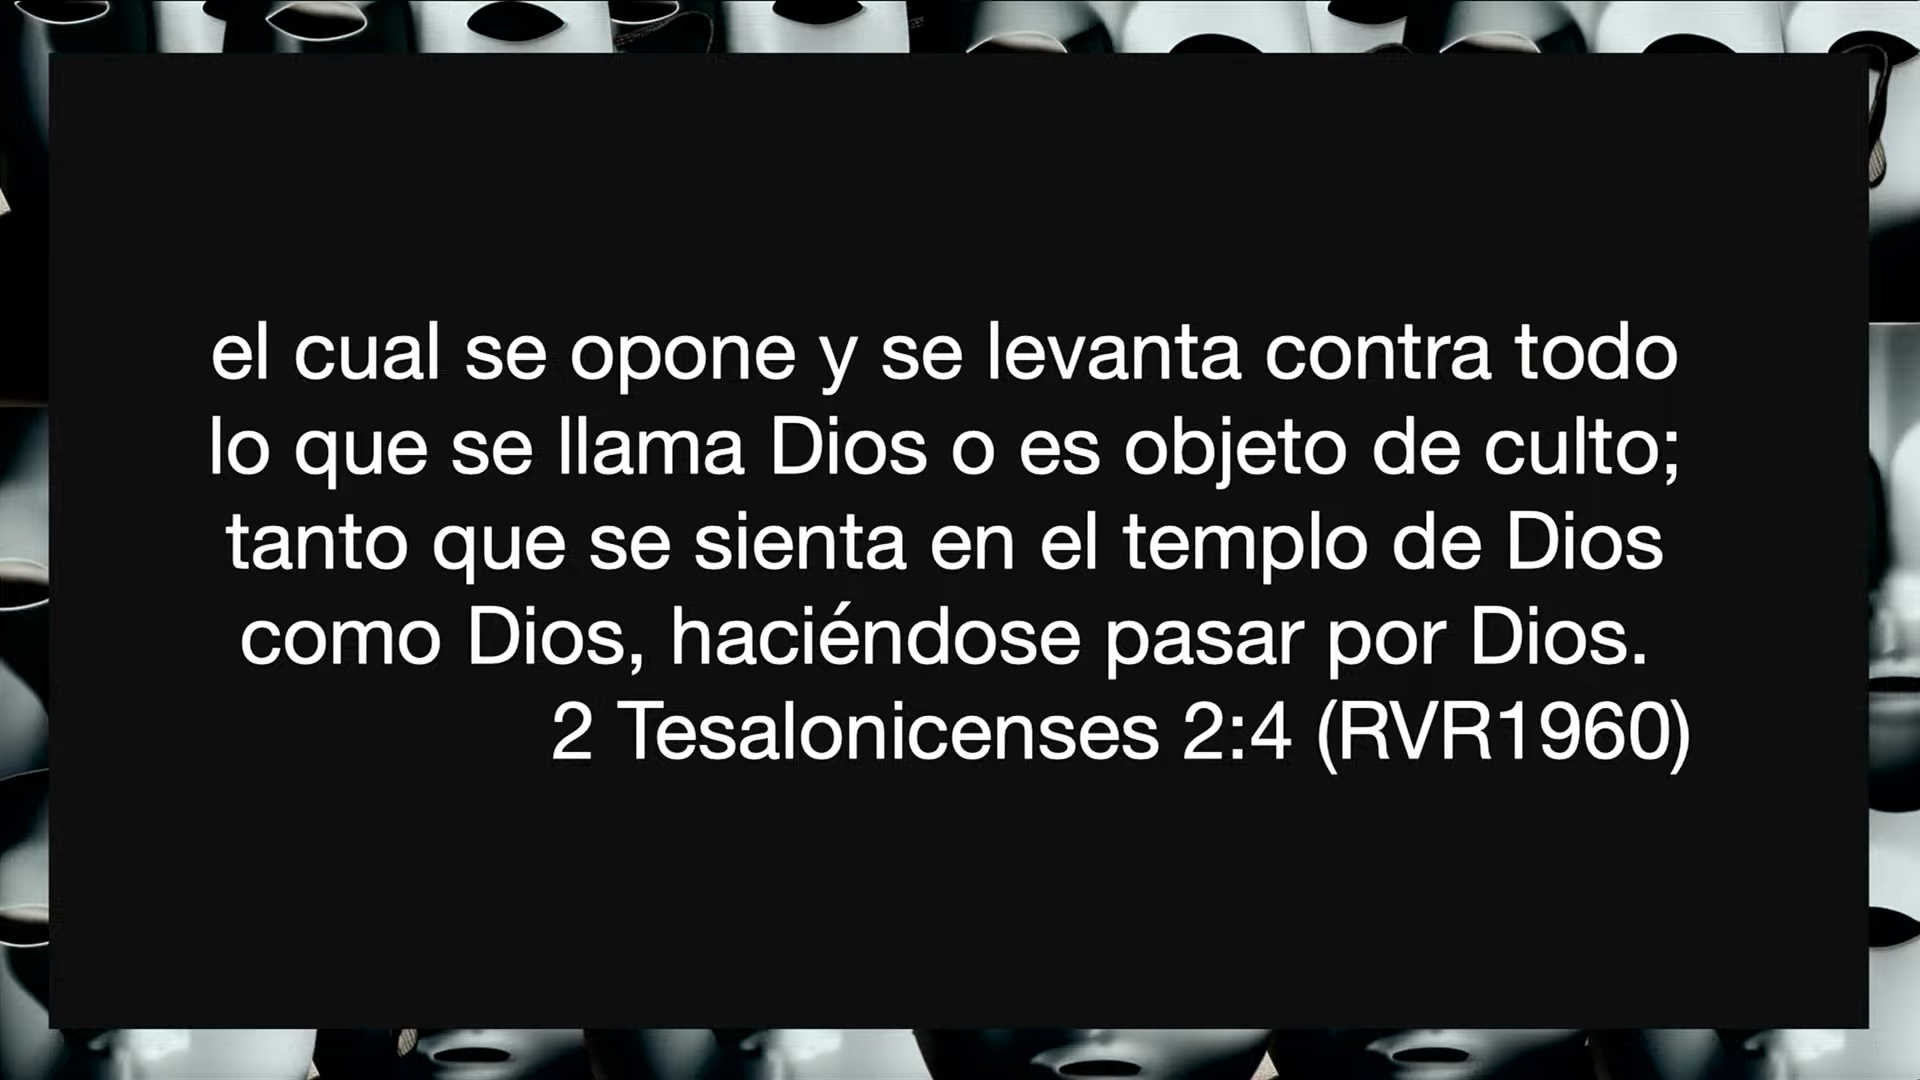 el cual se opone y se levanta contra todo
lo que se llama Dios o es objeto de culto;
tanto que se sienta en el templo de Dios
como Dios, haciéndose pasar por Dios.
2 Tesalonicenses 2:4 (RVR1960)